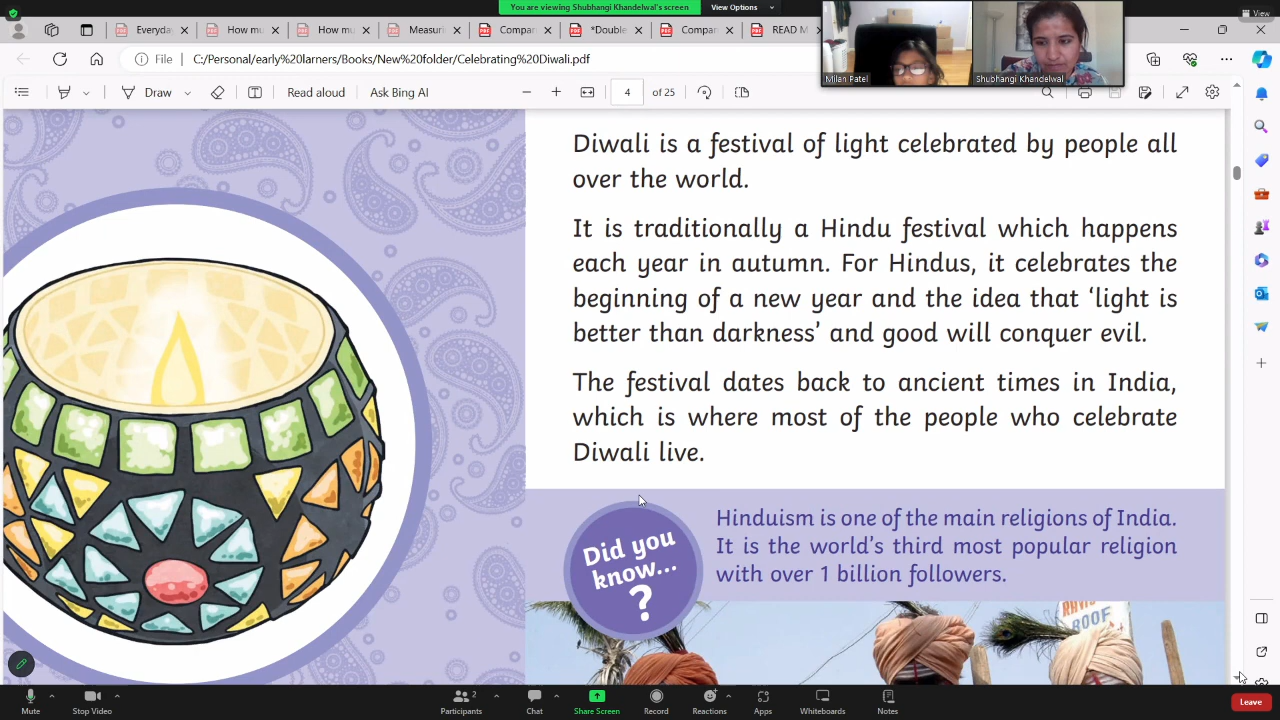 You are viewing Shubhangi Khandelwal's screen
View Options
View
Everyda
How mu
How mu
Measuri
Compar
*Double
Compar
READ M
File
C:/Personal/early%20larners/Books/New%20folder/Celebrating%20Diwali.pdf
Milan Patel
Shubhangi Khandelwal
Draw
Read aloud
Ask Bing AI
4
of 25
Diwali is a festival of light celebrated by people all
over the world.
It is traditionally a Hindu festival which happens
each year in autumn. For Hindus, it celebrates the
beginning of a new year and the idea that ‘light is
better than darkness’ and good will conquer evil.
The festival dates back to ancient times in India,
which is where most of the people who celebrate
Diwali live.
Did you
know...
?
Hinduism is one of the main religions of India.
It is the world's third most popular religion
with over 1 billion followers.
ROOF
Mute
Stop Video
Participants
2
Chat
Share Screen
Record
Reactions
Apps
Whiteboards
Notes
Leave